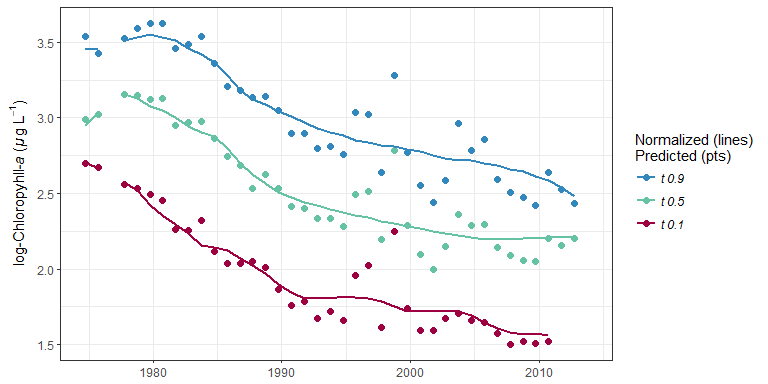 log-Chloropyhll-a (μg L⁻¹)
3.5
3.0
2.5
2.0
1.5
1980
1990
2000
2010
Normalized (lines)
Predicted (pts)
τ 0.9
τ 0.5
τ 0.1